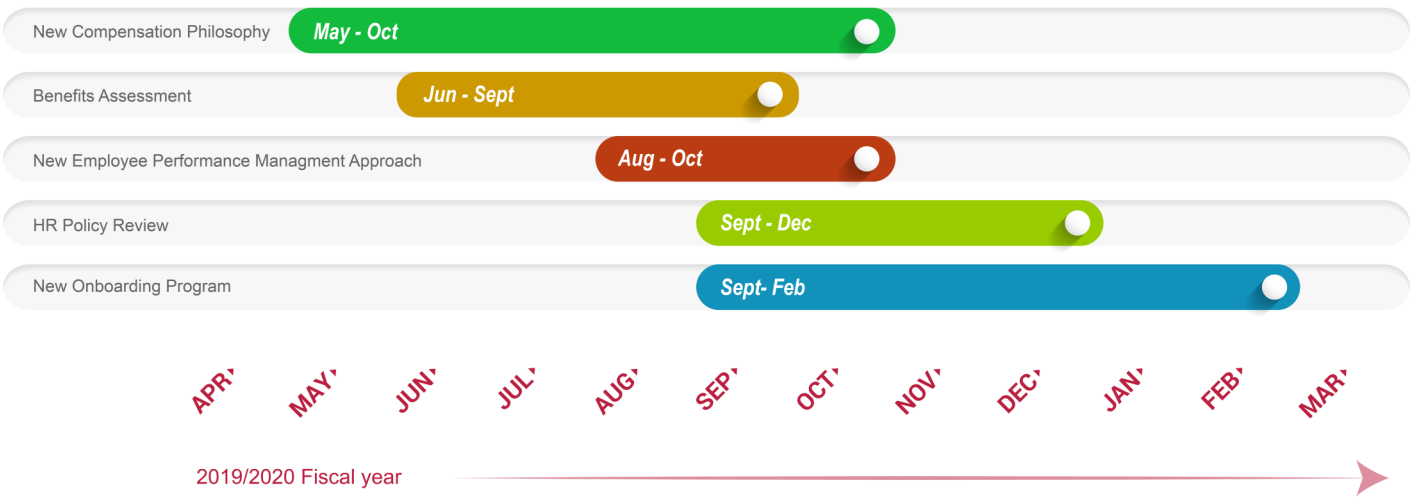 New Compensation Philosophy May - Oct
Benefits Assessment Jun - Sept
New Employee Performance Managment Approach Aug - Oct
HR Policy Review Sept - Dec
New Onboarding Program Sept- Feb
APR MAY JUN JUL AUG SEP OCT NOV DEC JAN FEB MAR
2019/2020 Fiscal year